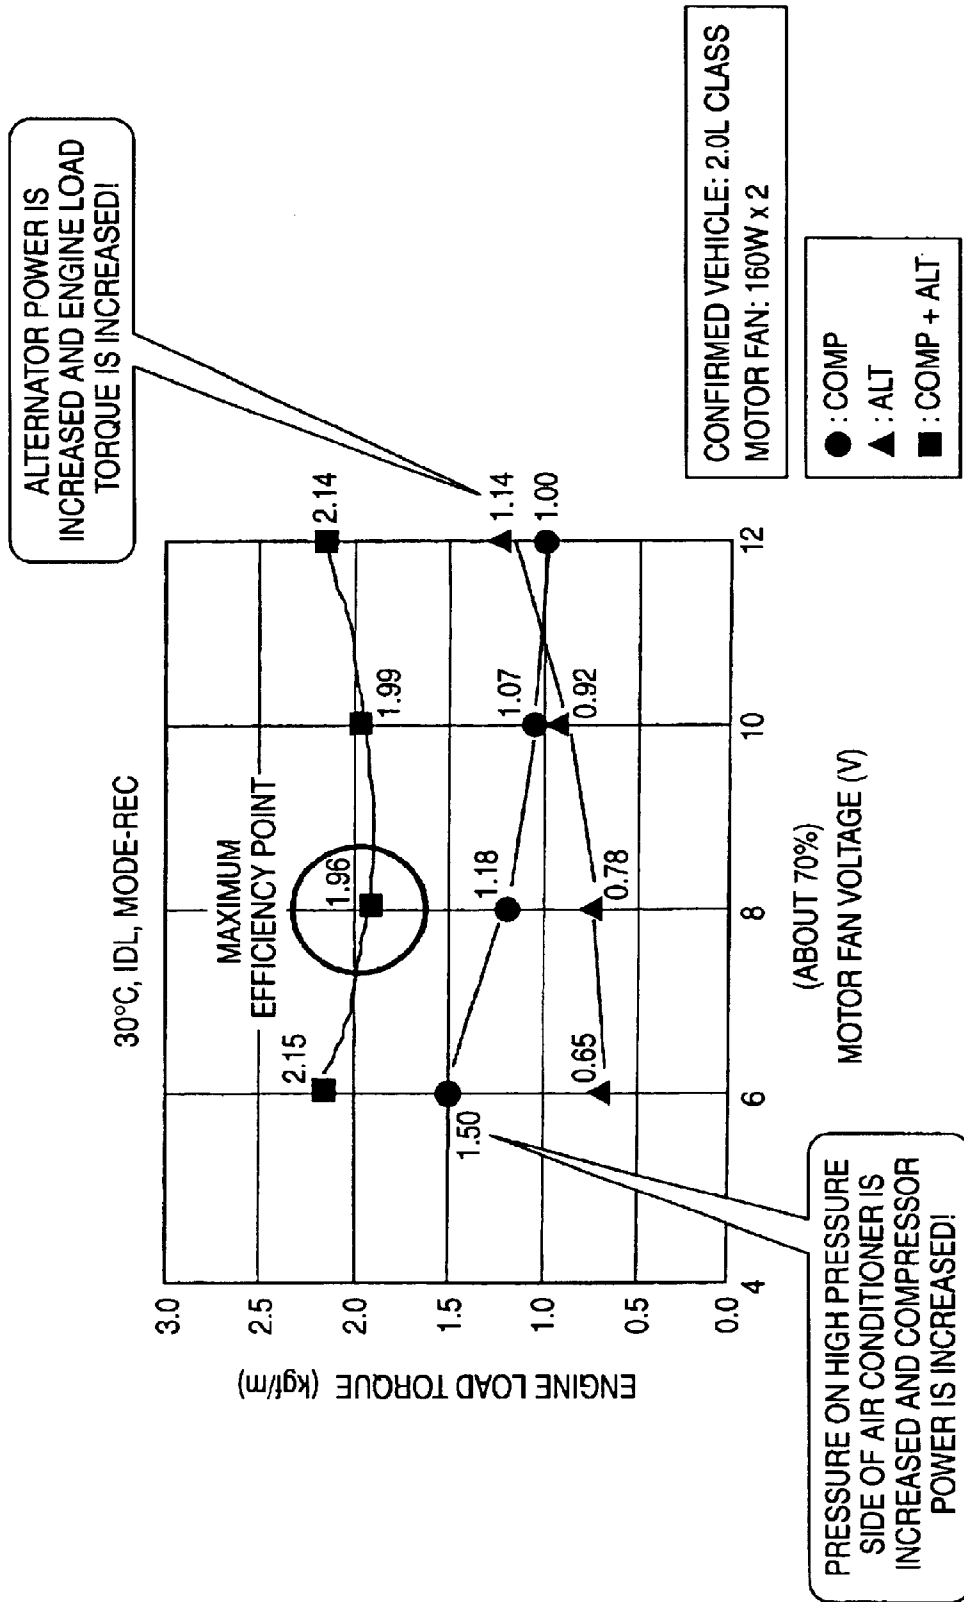 ALTERNATOR POWER IS
INCREASED AND ENGINE LOAD
TORQUE IS INCREASED!
30°C, IDL, MODE-REC
MAXIMUM
EFFICIENCY POINT
2.15
1.96
1.99
2.14
1.50
1.18
1.07
1.14
1.00
0.65
0.78
0.92
3.0
2.5
2.0
1.5
1.0
0.5
0.0
ENGINE LOAD TORQUE (kgf/m)
4
6
8
10
12
(ABOUT 70%)
MOTOR FAN VOLTAGE (V)
CONFIRMED VEHICLE: 2.0L CLASS
MOTOR FAN: 160W x 2
: COMP
: ALT
: COMP + ALT
PRESSURE ON HIGH PRESSURE
SIDE OF AIR CONDITIONER IS
INCREASED AND COMPRESSOR
POWER IS INCREASED!